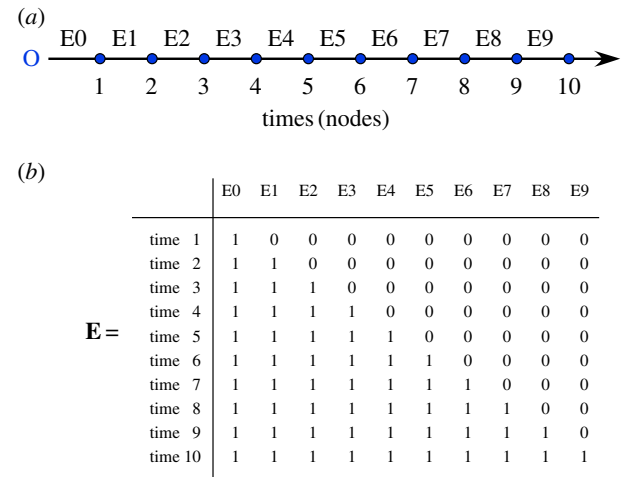 (a)
E0 E1 E2 E3 E4 E5 E6 E7 E8 E9
O
1 2 3 4 5 6 7 8 9 10
times (nodes)
(b)
E0 E1 E2 E3 E4 E5 E6 E7 E8 E9
time 1 1 0 0 0 0 0 0 0 0 0
time 2 1 1 0 0 0 0 0 0 0 0
time 3 1 1 1 0 0 0 0 0 0 0
time 4 1 1 1 1 0 0 0 0 0 0
E = time 5 1 1 1 1 1 0 0 0 0 0
time 6 1 1 1 1 1 1 0 0 0 0
time 7 1 1 1 1 1 1 1 0 0 0
time 8 1 1 1 1 1 1 1 1 0 0
time 9 1 1 1 1 1 1 1 1 1 0
time 10 1 1 1 1 1 1 1 1 1 1